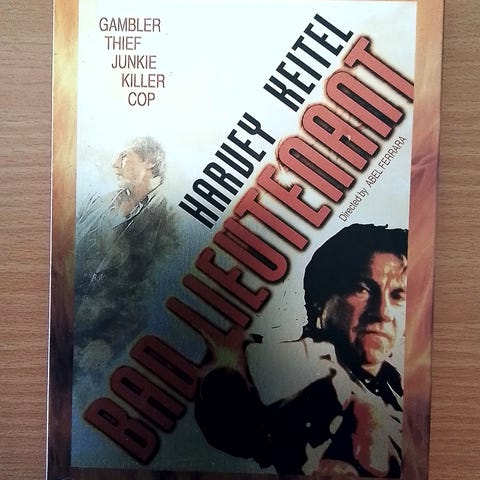 GAMBLER
THIEF
JUNKIE
KILLER
COP
HARVEY KEITEL
BAD LIEUTENANT
Directed by ABEL FERRARA